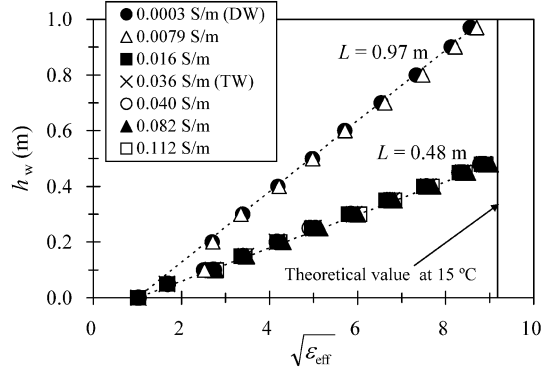 1.0
0.8
0.6
0.4
0.2
0.0
h_w (m)
0.0003 S/m (DW)
0.0079 S/m
0.016 S/m
0.036 S/m (TW)
0.040 S/m
0.082 S/m
0.112 S/m
L = 0.97 m
L = 0.48 m
Theoretical value at 15 ºC
0 2 4 6 8 10
√ε_eff